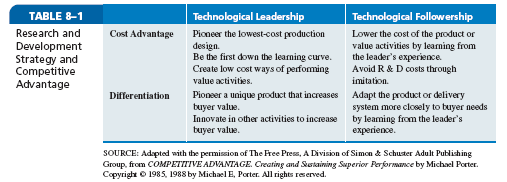 TABLE 8–1
Technological Leadership
Technological Followership
Research and
Development
Strategy and
Competitive
Advantage
Cost Advantage
Pioneer the lowest-cost production
design.
Be the first down the learning curve.
Create low cost ways of performing
value activities.
Lower the cost of the product or
value activities by learning from
the leader's experience.
Avoid R & D costs through
imitation.
Differentiation
Pioneer a unique product that increases
buyer value.
Innovate in other activities to increase
buyer value.
Adapt the product or delivery
system more closely to buyer needs
by learning from the leader's
experience.
SOURCE: Adapted with the permission of The Free Press, A Division of Simon & Schuster Adult Publishing
Group, from COMPETITIVE ADVANTAGE. Creating and Sustaining Superior Performance by Michael Porter.
Copyright © 1985, 1988 by Michael E, Porter. All rights reserved.